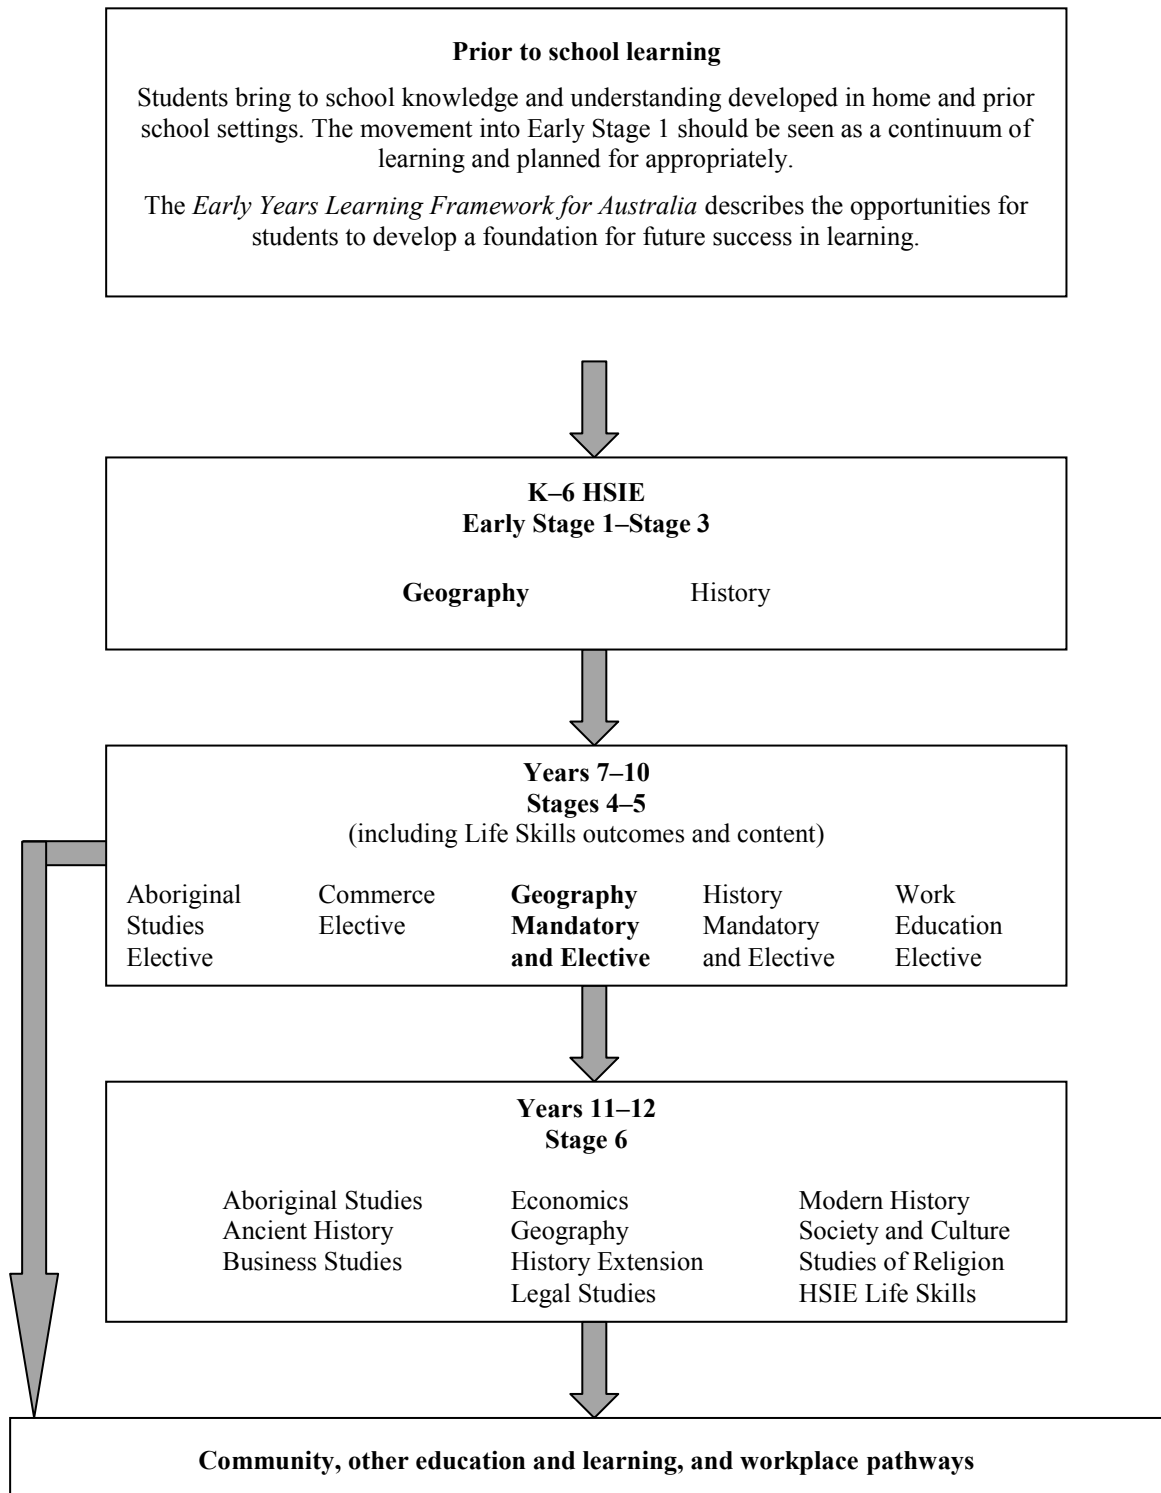 Prior to school learning
Students bring to school knowledge and understanding developed in home and prior
school settings. The movement into Early Stage 1 should be seen as a continuum of
learning and planned for appropriately.
The Early Years Learning Framework for Australia describes the opportunities for
students to develop a foundation for future success in learning.
K–6 HSIE
Early Stage 1–Stage 3
Geography
History
Years 7–10
Stages 4–5
(including Life Skills outcomes and content)
Aboriginal
Studies
Elective
Commerce
Elective
Geography
Mandatory
and Elective
History
Mandatory
and Elective
Work
Education
Elective
Years 11–12
Stage 6
Aboriginal Studies
Ancient History
Business Studies
Economics
Geography
History Extension
Legal Studies
Modern History
Society and Culture
Studies of Religion
HSIE Life Skills
Community, other education and learning, and workplace pathways